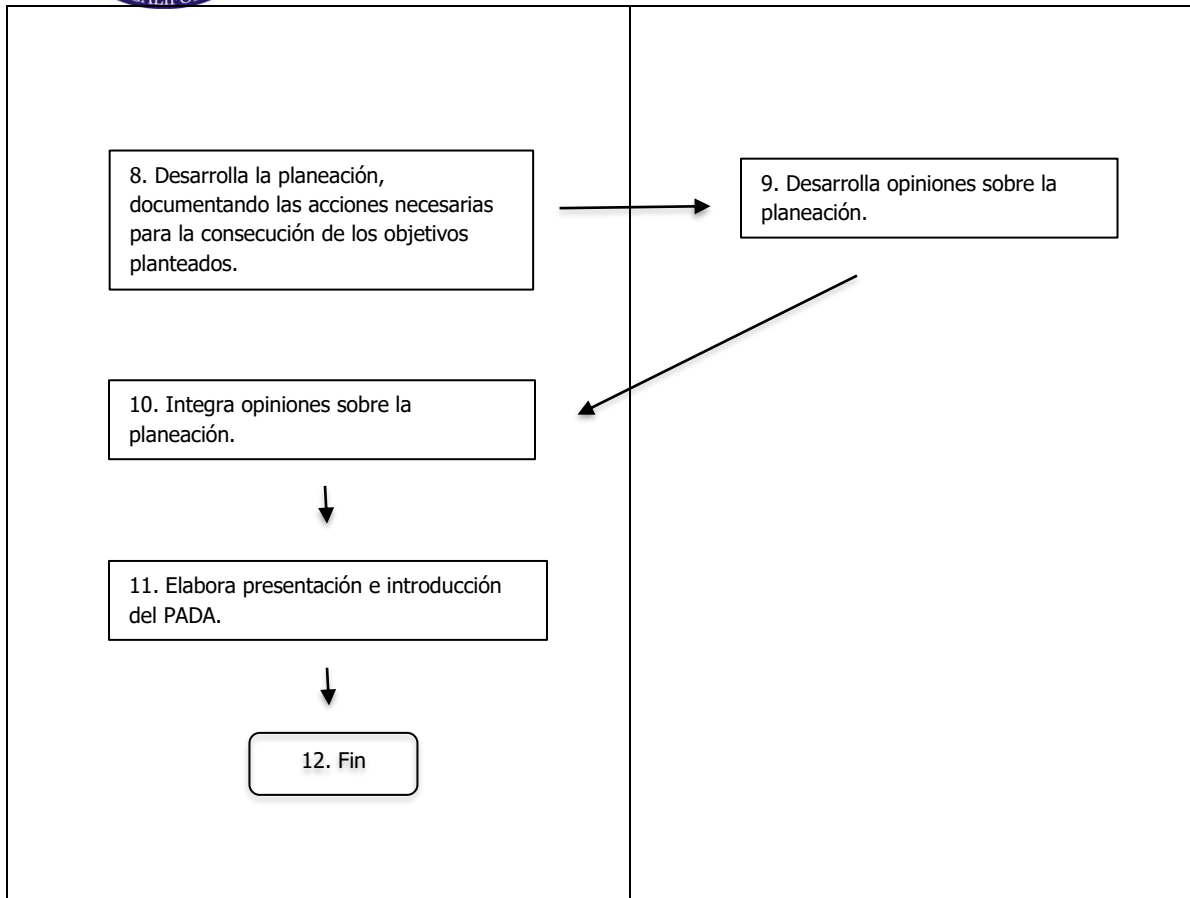 8. Desarrolla la planeación,
documentando las acciones necesarias
para la consecución de los objetivos
planteados.
9. Desarrolla opiniones sobre la
planeación.
10. Integra opiniones sobre la
planeación.
11. Elabora presentación e introducción
del PADA.
12. Fin